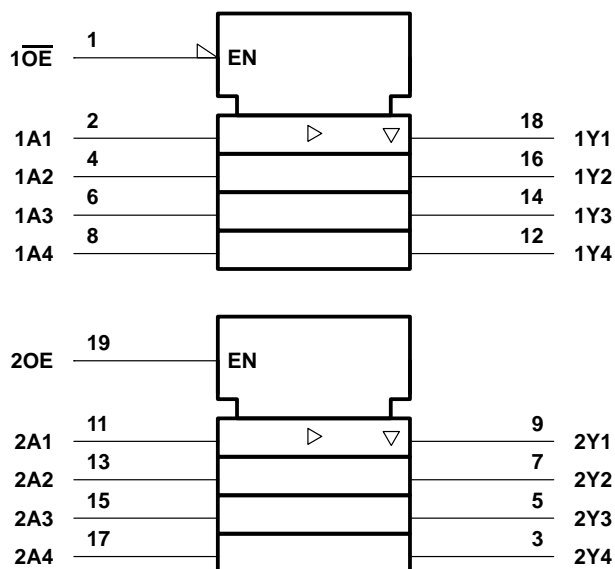 1O̅E̅ 1 EN
1A1 2 18 1Y1
1A2 4 16 1Y2
1A3 6 14 1Y3
1A4 8 12 1Y4
2OE 19 EN
2A1 11 9 2Y1
2A2 13 7 2Y2
2A3 15 5 2Y3
2A4 17 3 2Y4